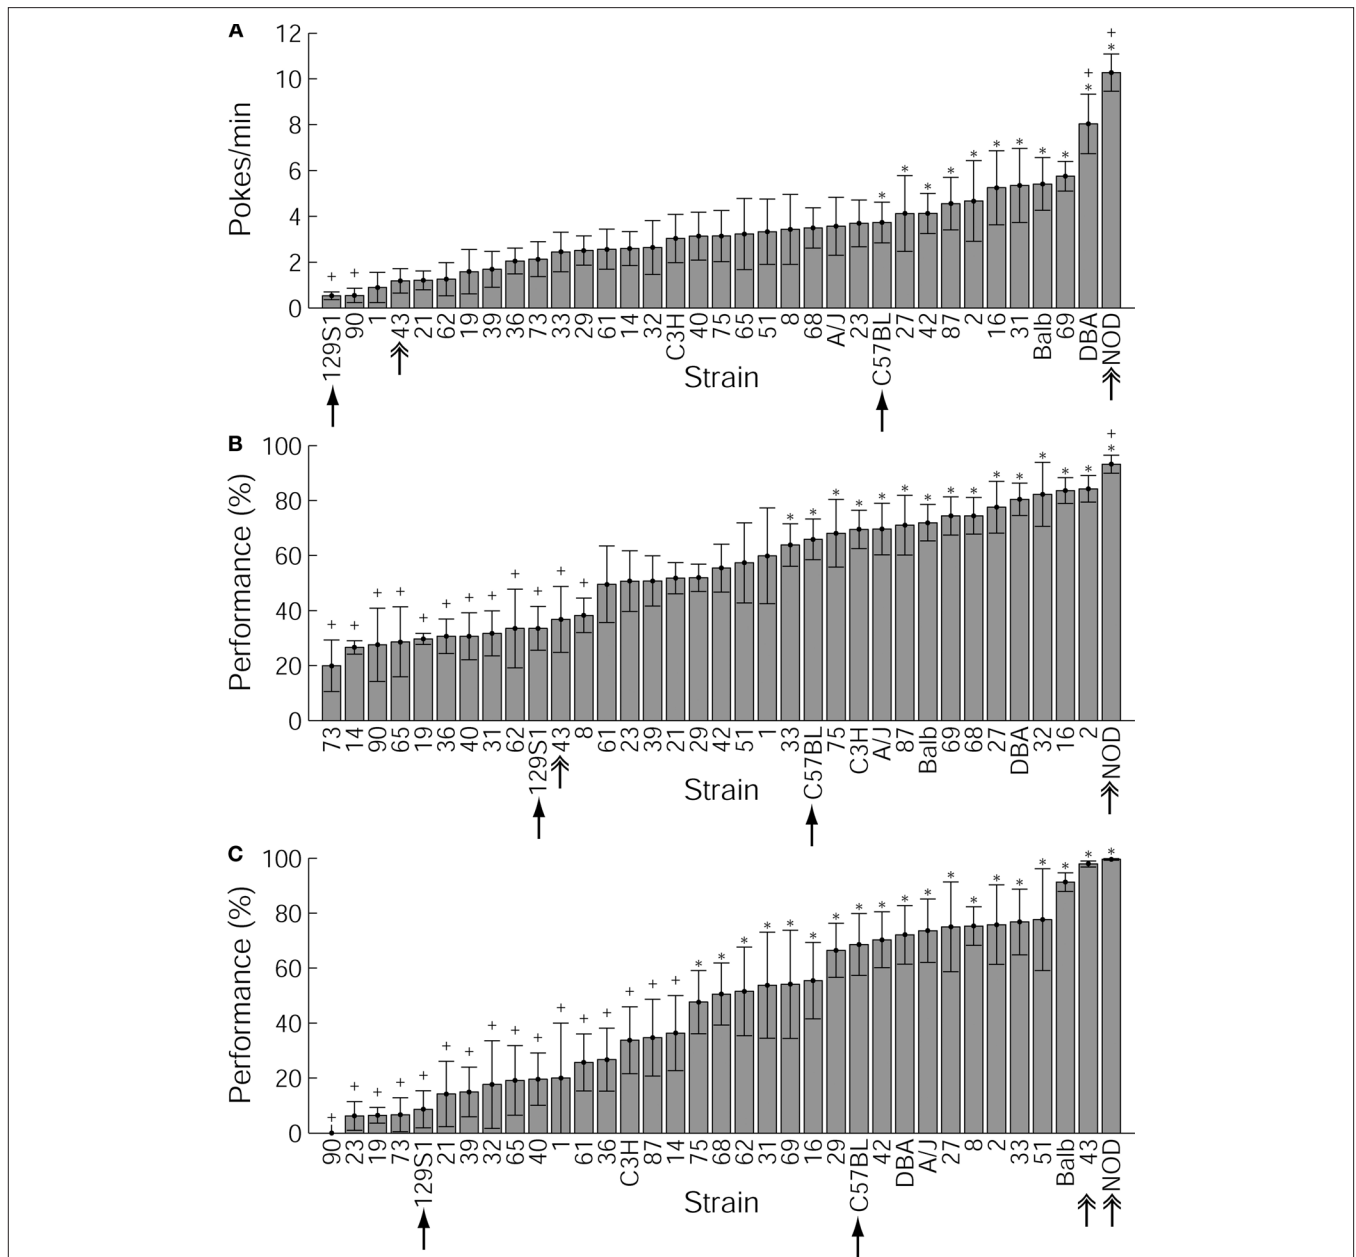 A
Pokes/min
12
10
8
6
4
2
0
+ + * * * * * * * * * + * + *
129S1 90 1 43 21 62 19 39 36 73 33 29 61 14 32 C3H 40 75 65 51 8 68 A/J 23 C57BL 27 42 87 2 16 31 Balb 69 DBA NOD
Strain
B
Performance (%)
100
80
60
40
20
0
+ + + + + + + + + + + + * * * * * * * * * * * * * * + *
73 14 90 65 19 36 40 31 62 129S1 43 8 61 23 39 21 29 42 51 1 33 C57BL 75 C3H A/J 87 Balb 69 68 27 DBA 32 16 2 NOD
Strain
C
Performance (%)
100
80
60
40
20
0
+ + + + + + + + + + + + + + + + * * * * * * * * * * * * * * * * * * *
90 23 19 73 129S1 21 39 32 65 40 1 61 36 C3H 87 14 75 68 62 31 69 16 29 C57BL 42 DBA A/J 27 8 2 33 51 Balb 43 NOD
Strain